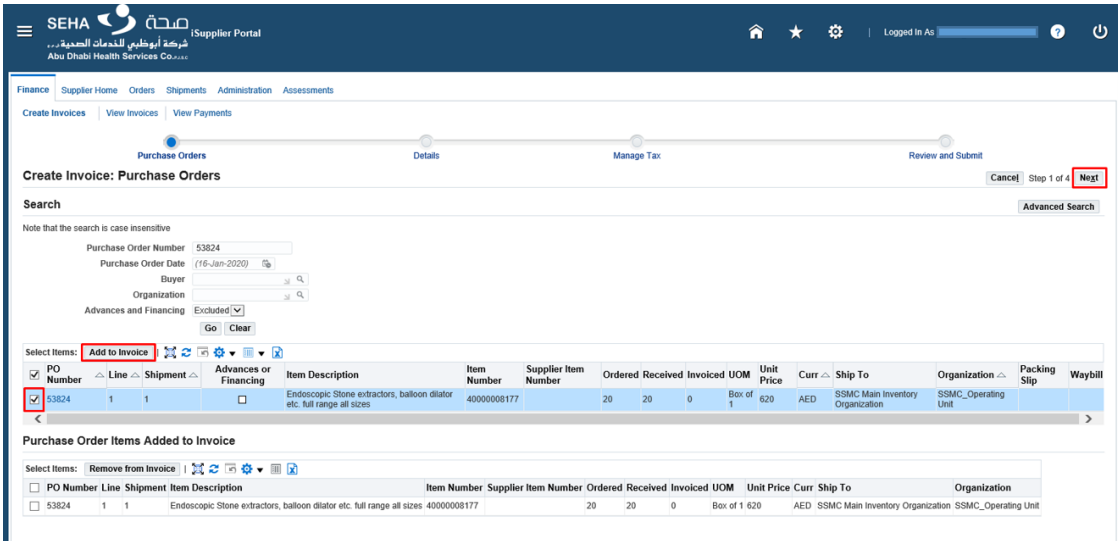 SEHA صحة iSupplier Portal
شركة أبوظبي للخدمات الصحية
Abu Dhabi Health Services Co.
Logged In As
Finance Supplier Home Orders Shipments Administration Assessments
Create Invoices View Invoices View Payments
Purchase Orders Details Manage Tax Review and Submit
Create Invoice: Purchase Orders Cancel Step 1 of 4 Next
Search Advanced Search
Note that the search is case insensitive
Purchase Order Number 53824
Purchase Order Date (16-Jan-2020)
Buyer
Organization
Advances and Financing Excluded
Go Clear
Select Items: Add to Invoice
PO Number Line Shipment Advances or Financing Item Description Item Number Supplier Item Number Ordered Received Invoiced UOM Unit Price Curr Ship To Organization Packing Slip Waybill
53824 1 1 Endoscopic Stone extractors, balloon dilator etc. full range all sizes 40000008177 20 20 0 Box of 1 620 AED SSMC Main Inventory Organization SSMC_Operating Unit
Purchase Order Items Added to Invoice
Select Items: Remove from Invoice
PO Number Line Shipment Item Description Item Number Supplier Item Number Ordered Received Invoiced UOM Unit Price Curr Ship To Organization
53824 1 1 Endoscopic Stone extractors, balloon dilator etc. full range all sizes 40000008177 20 20 0 Box of 1 620 AED SSMC Main Inventory Organization SSMC_Operating Unit